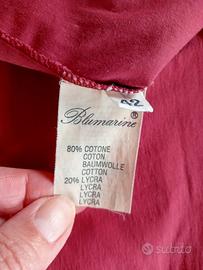 42
Blumarine®
80% COTONE
COTON
BAUMWOLLE
COTTON
20% LYCRA
LYCRA
LYCRA
LYCRA
subito